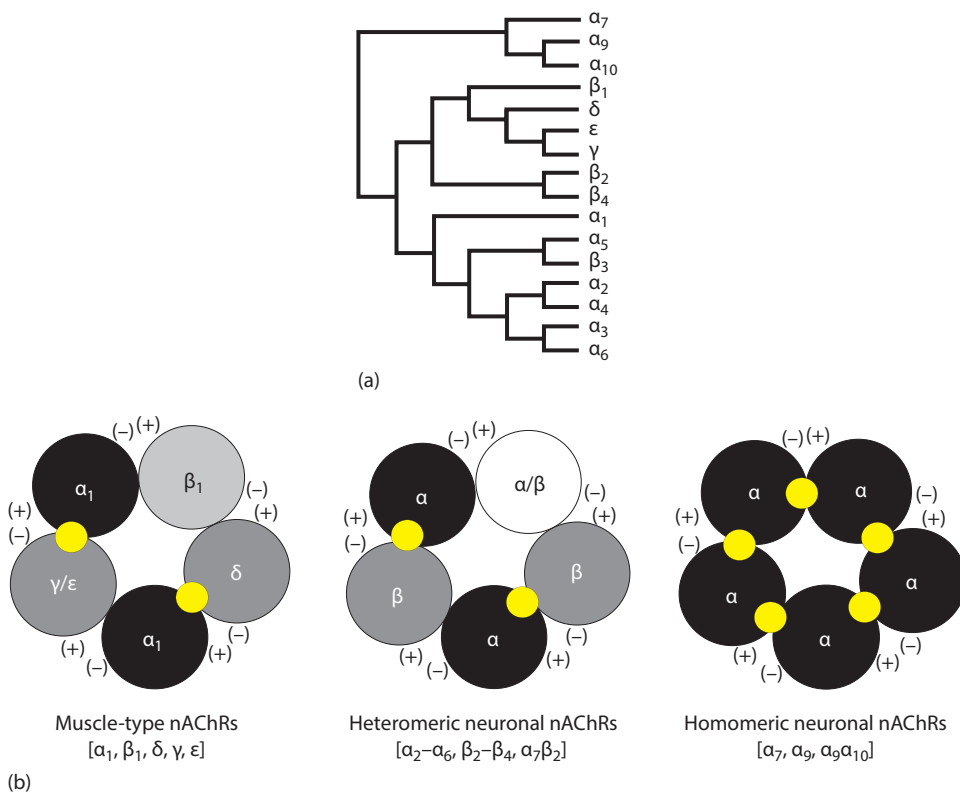 α7
α9
α10
β1
δ
ε
γ
β2
β4
α1
α5
β3
α2
α4
α3
α6
(a)
(–) (+)
α1
β1
(+)
(–)
(–)
(+)
γ/ε
δ
α1
(+)
(–)
(+)
(–)
Muscle-type nAChRs
[α1, β1, δ, γ, ε]
(–) (+)
α
α/β
(+)
(–)
(–)
(+)
β
β
α
(+)
(–)
(+)
(–)
Heteromeric neuronal nAChRs
[α2–α6, β2–β4, α7β2]
(–) (+)
α
α
(+)
(–)
(–)
(+)
α
α
α
(+)
(–)
(+)
(–)
Homomeric neuronal nAChRs
[α7, α9, α9α10]
(b)